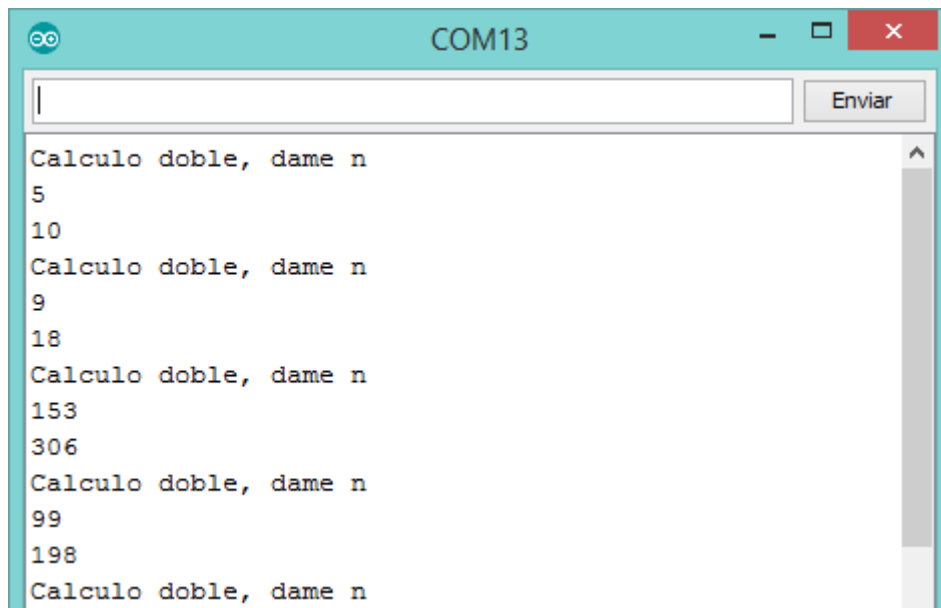 COM13
Enviar
Calculo doble, dame n
5
10
Calculo doble, dame n
9
18
Calculo doble, dame n
153
306
Calculo doble, dame n
99
198
Calculo doble, dame n